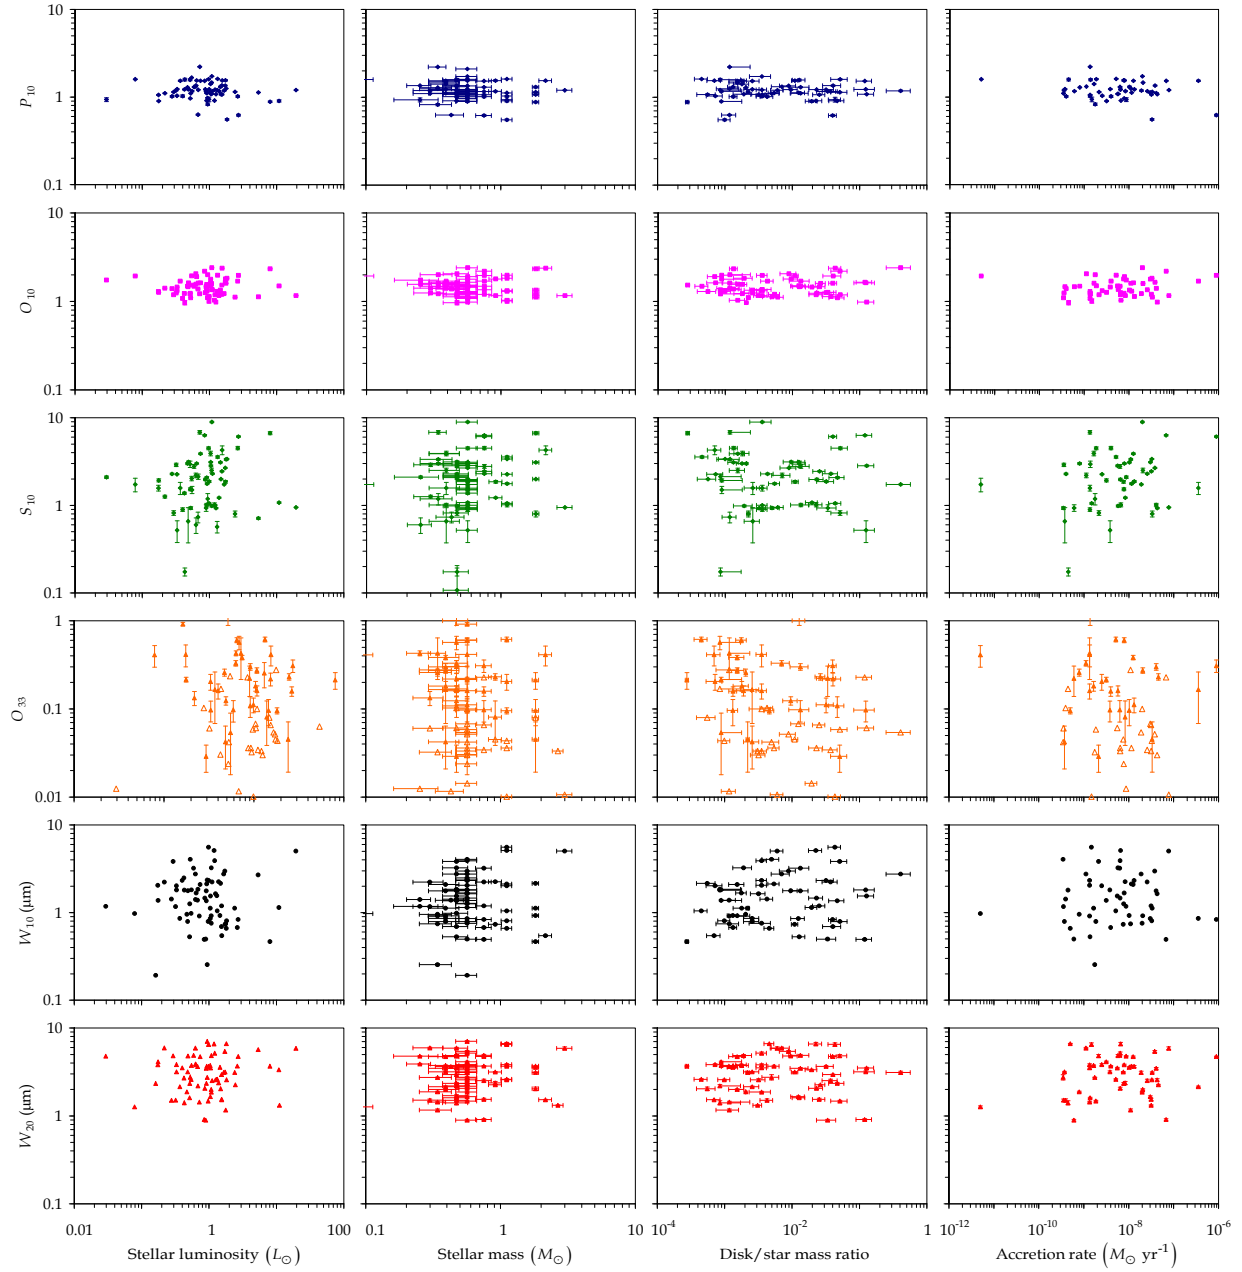 10
1
0.1
P10
10
1
0.1
O10
10
1
0.1
S10
1
0.1
0.01
O33
10
1
0.1
W10 (μm)
10
1
0.1
W20 (μm)
0.01 1 100 0.1 1 10 10-4 10-2 1 10-12 10-10 10-8 10-6
Stellar luminosity (L⊙) Stellar mass (M⊙) Disk/star mass ratio Accretion rate (M⊙ yr-1)